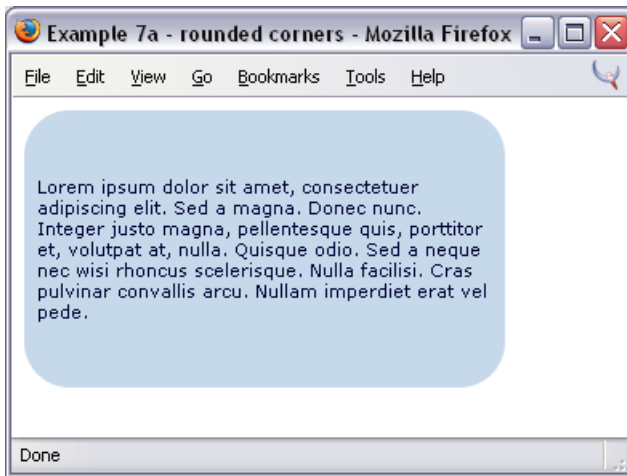 Example 7a - rounded corners - Mozilla Firefox
File Edit View Go Bookmarks Tools Help
Lorem ipsum dolor sit amet, consectetuer
adipiscing elit. Sed a magna. Donec nunc.
Integer justo magna, pellentesque quis, porttitor
et, volutpat at, nulla. Quisque odio. Sed a neque
nec wisi rhoncus scelerisque. Nulla facilisi. Cras
pulvinar convallis arcu. Nullam imperdiet erat vel
pede.
Done